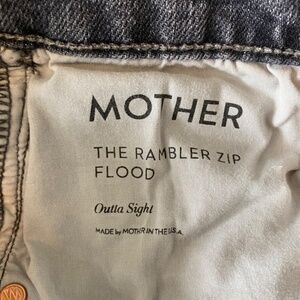 MOTHER
THE RAMBLER ZIP
FLOOD
Outta Sight
MADE by MOTHER IN THE U.S.A.